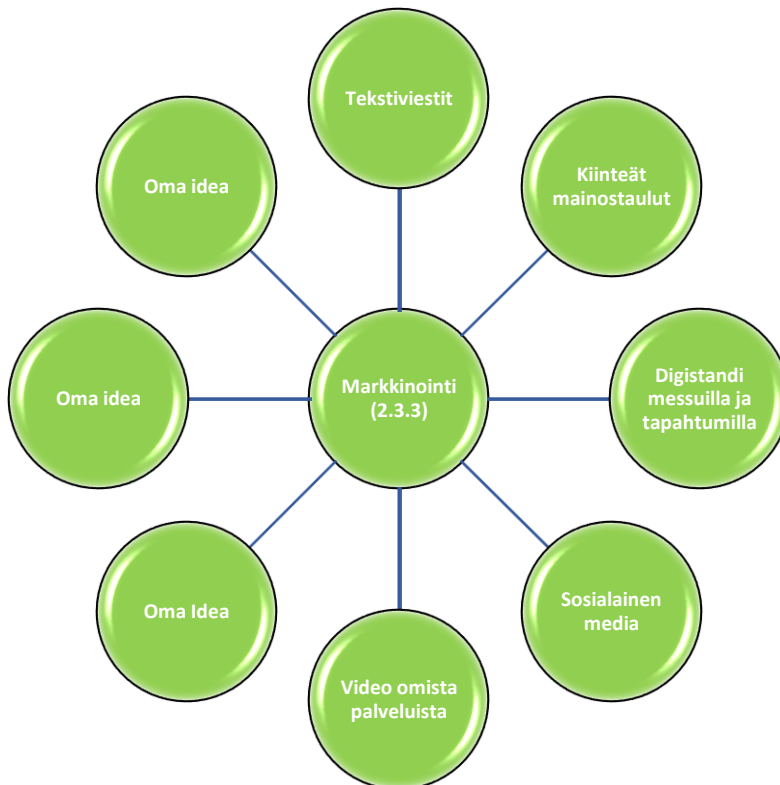 Tekstiviestit
Kiinteät
mainostaulut
Digistandi
messuilla ja
tapahtumilla
Sosialainen
media
Video omista
palveluista
Oma Idea
Oma idea
Oma idea
Markkinointi
(2.3.3)